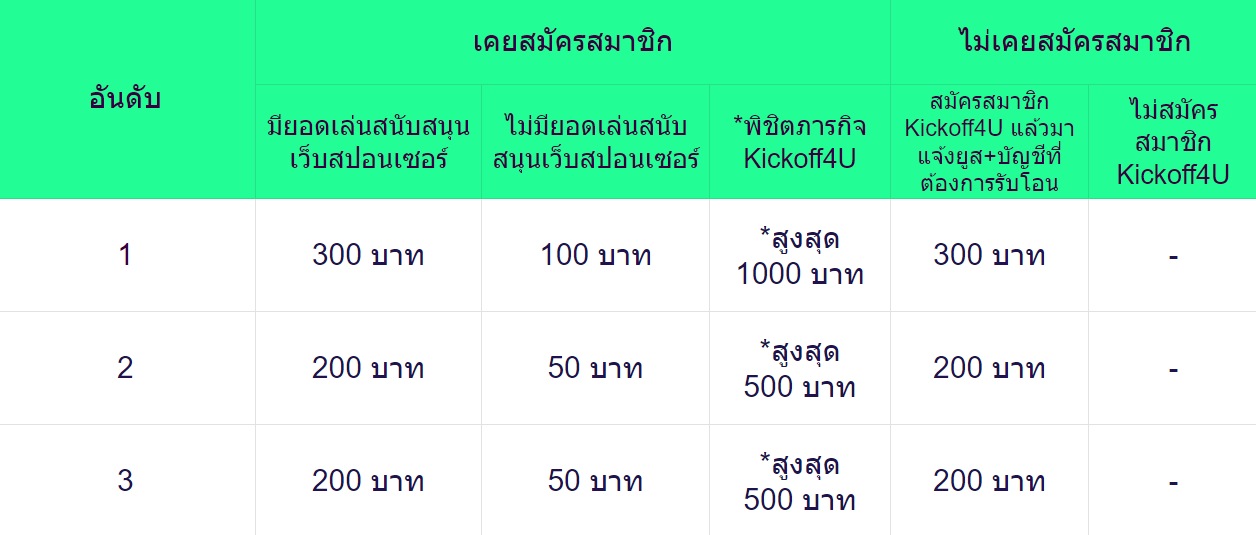 อันดับ
เคยสมัครสมาชิก
ไม่เคยสมัครสมาชิก
มียอดเล่นสนับสนุน
เว็บสปอนเซอร์
ไม่มียอดเล่นสนับ
สนุนเว็บสปอนเซอร์
*พิชิตภารกิจ
Kickoff4U
สมัครสมาชิก
Kickoff4U แล้วมา
แจ้งยูส+บัญชีที่
ต้องการรับโอน
ไม่สมัคร
สมาชิก
Kickoff4U
1
300 บาท
100 บาท
*สูงสุด
1000 บาท
300 บาท
-
2
200 บาท
50 บาท
*สูงสุด
500 บาท
200 บาท
-
3
200 บาท
50 บาท
*สูงสุด
500 บาท
200 บาท
-